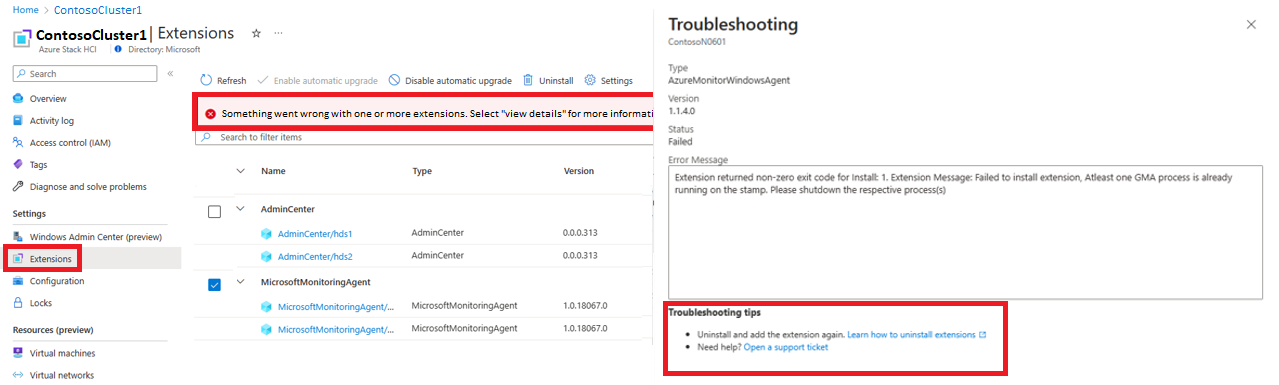 Home > ContosoCluster1
ContosoCluster1 | Extensions
Azure Stack HCI
Directory: Microsoft
Search
Overview
Activity log
Access control (IAM)
Tags
Diagnose and solve problems
Settings
Windows Admin Center (preview)
Extensions
Configuration
Locks
Resources (preview)
Virtual machines
Virtual networks
Refresh Enable automatic upgrade Disable automatic upgrade Uninstall Settings
Something went wrong with one or more extensions. Select "view details" for more informati
Search to filter items
Name Type Version
AdminCenter
AdminCenter/hds1 AdminCenter 0.0.0.313
AdminCenter/hds2 AdminCenter 0.0.0.313
MicrosoftMonitoringAgent
MicrosoftMonitoringAgent/... MicrosoftMonitoringAgent 1.0.18067.0
MicrosoftMonitoringAgent/... MicrosoftMonitoringAgent 1.0.18067.0
Troubleshooting
ContosoN0601
Type
AzureMonitorWindowsAgent
Version
1.1.4.0
Status
Failed
Error Message
Extension returned non-zero exit code for Install: 1. Extension Message: Failed to install extension, Atleast one GMA process is already
running on the stamp. Please shutdown the respective process(s)
Troubleshooting tips
Uninstall and add the extension again. Learn how to uninstall extensions
Need help? Open a support ticket